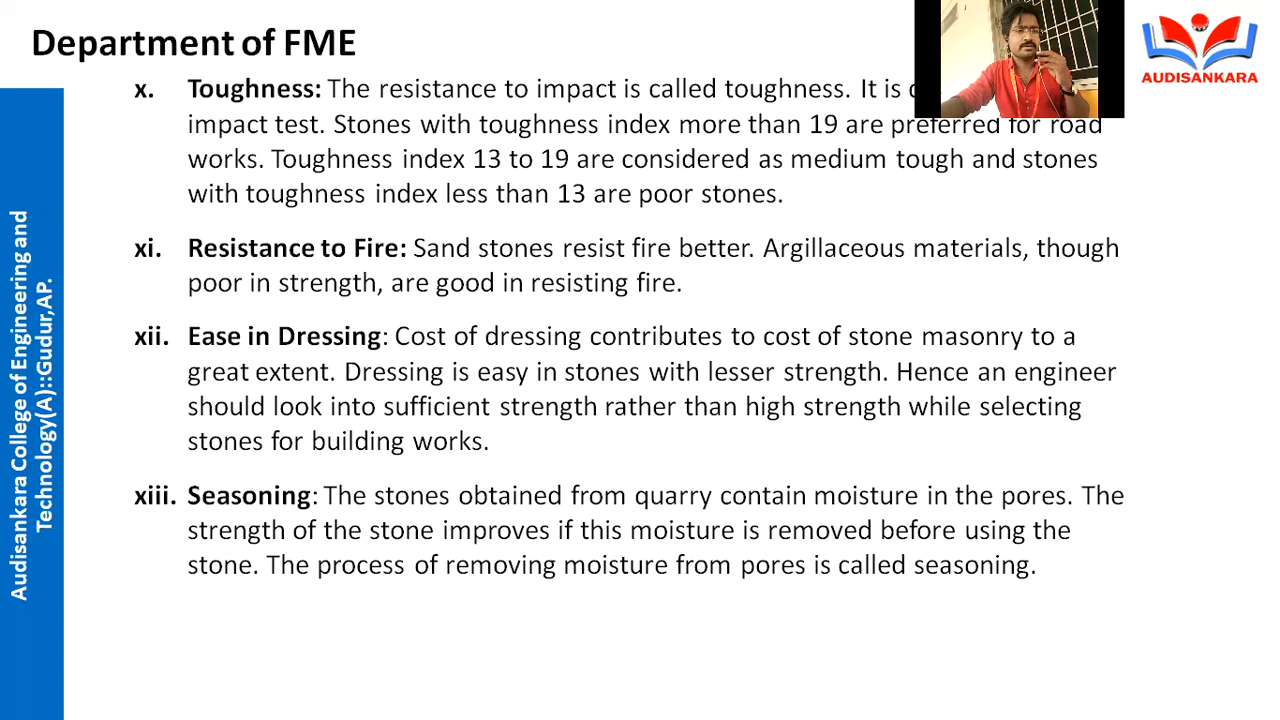 Department of FME
AUDISANKARA
x. Toughness: The resistance to impact is called toughness. It is
impact test. Stones with toughness index more than 19 are preferred for road
works. Toughness index 13 to 19 are considered as medium tough and stones
with toughness index less than 13 are poor stones.
xi. Resistance to Fire: Sand stones resist fire better. Argillaceous materials, though
poor in strength, are good in resisting fire.
xii. Ease in Dressing: Cost of dressing contributes to cost of stone masonry to a
great extent. Dressing is easy in stones with lesser strength. Hence an engineer
should look into sufficient strength rather than high strength while selecting
stones for building works.
xiii. Seasoning: The stones obtained from quarry contain moisture in the pores. The
strength of the stone improves if this moisture is removed before using the
stone. The process of removing moisture from pores is called seasoning.
Audisankara College of Engineering and
Technology(A)::Gudur,AP.